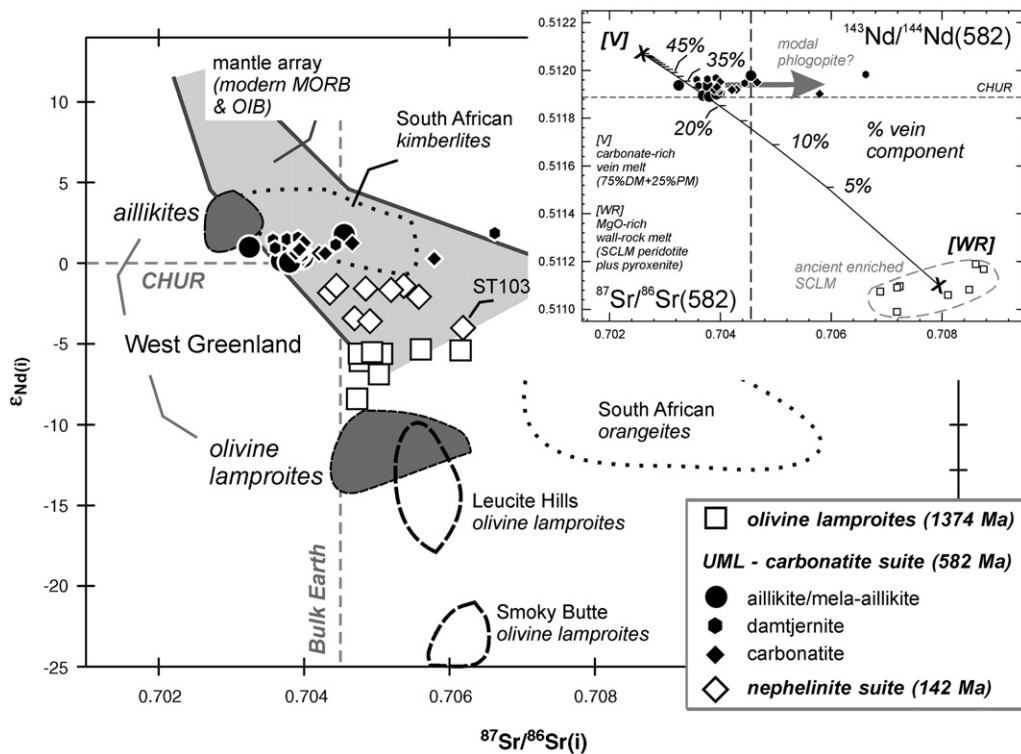 10
5
0
-5
-10
-15
-20
-25
εNd(i)
0.702
0.704
0.706
0.708
87Sr/86Sr(i)
mantle array
(modern MORB
& OIB)
South African
kimberlites
aillikites
CHUR
ST103
West Greenland
olivine
lamproites
Bulk Earth
Leucite Hills
olivine lamproites
Smoky Butte
olivine lamproites
South African
orangeites
0.5122
0.5120
0.5118
0.5116
0.5114
0.5112
0.5110
[V]
45%
35%
20%
10%
5%
modal
phlogopite?
143Nd/144Nd(582)
CHUR
% vein
component
[V]
carbonate-rich
vein melt
(75%DM+25%PM)
[WR]
MgO-rich
wall-rock melt
(SCLM peridotite
plus pyroxenite)
[WR]
ancient enriched
SCLM
87Sr/86Sr(582)
0.702
0.704
0.706
0.708
olivine lamproites (1374 Ma)
UML - carbonatite suite (582 Ma)
aillikite/mela-aillikite
damtjernite
carbonatite
nephelinite suite (142 Ma)